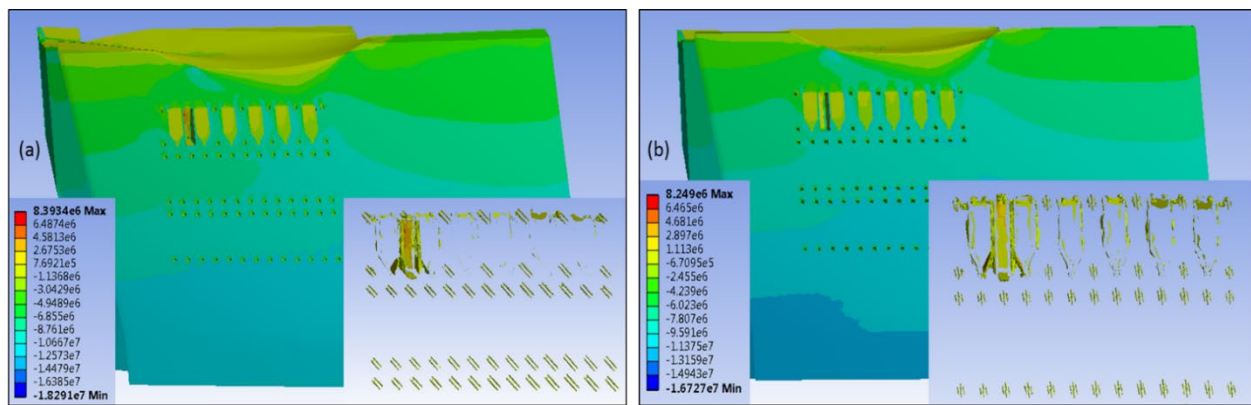 (a)
8.3934e6 Max
6.4874e6
4.5813e6
2.6753e6
7.6921e5
-1.1368e6
-3.0429e6
-4.9489e6
-6.855e6
-8.761e6
-1.0667e7
-1.2573e7
-1.4479e7
-1.6385e7
-1.8291e7 Min
(b)
8.249e6 Max
6.465e6
4.681e6
2.897e6
1.113e6
-6.7095e5
-2.455e6
-4.239e6
-6.023e6
-7.807e6
-9.591e6
-1.1375e7
-1.3159e7
-1.4943e7
-1.6727e7 Min